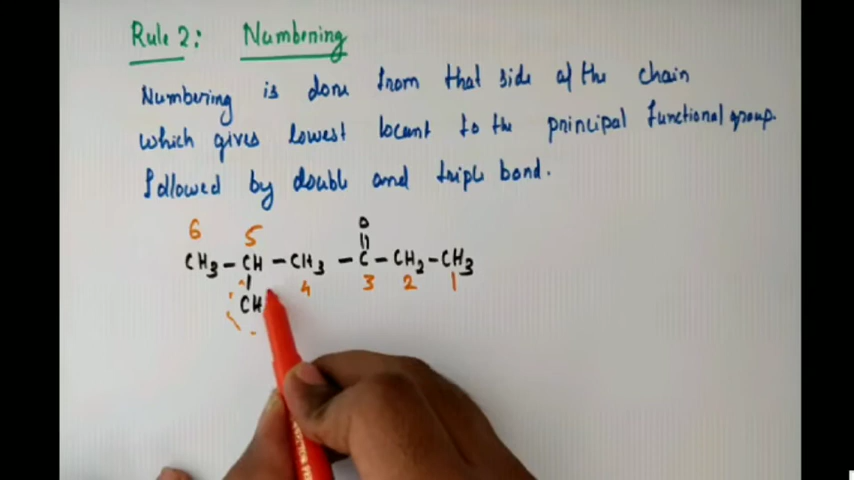 Rule 2: Numbering
Numbering is done from that side of the chain
which gives lowest locant to the principal functional group
followed by double and triple bond.
O
6 5 ||
CH3 - CH - CH3 - C - CH2 - CH3
| 4 3 2 1
CH